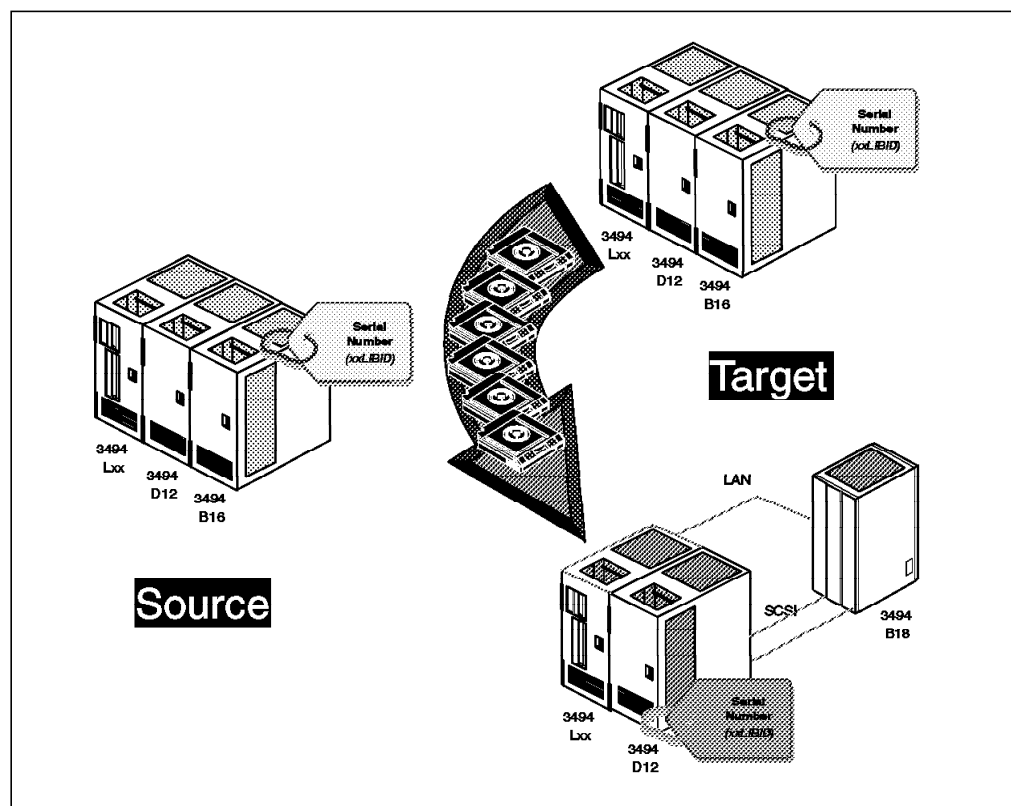 Serial
Number
(xxLIBID)
3494
Lxx
3494
D12
3494
B16
Target
Serial
Number
(xxLIBID)
3494
Lxx
3494
D12
3494
B16
Source
LAN
SCSI
3494
B18
Serial
Number
(xxLIBID)
3494
Lxx
3494
D12